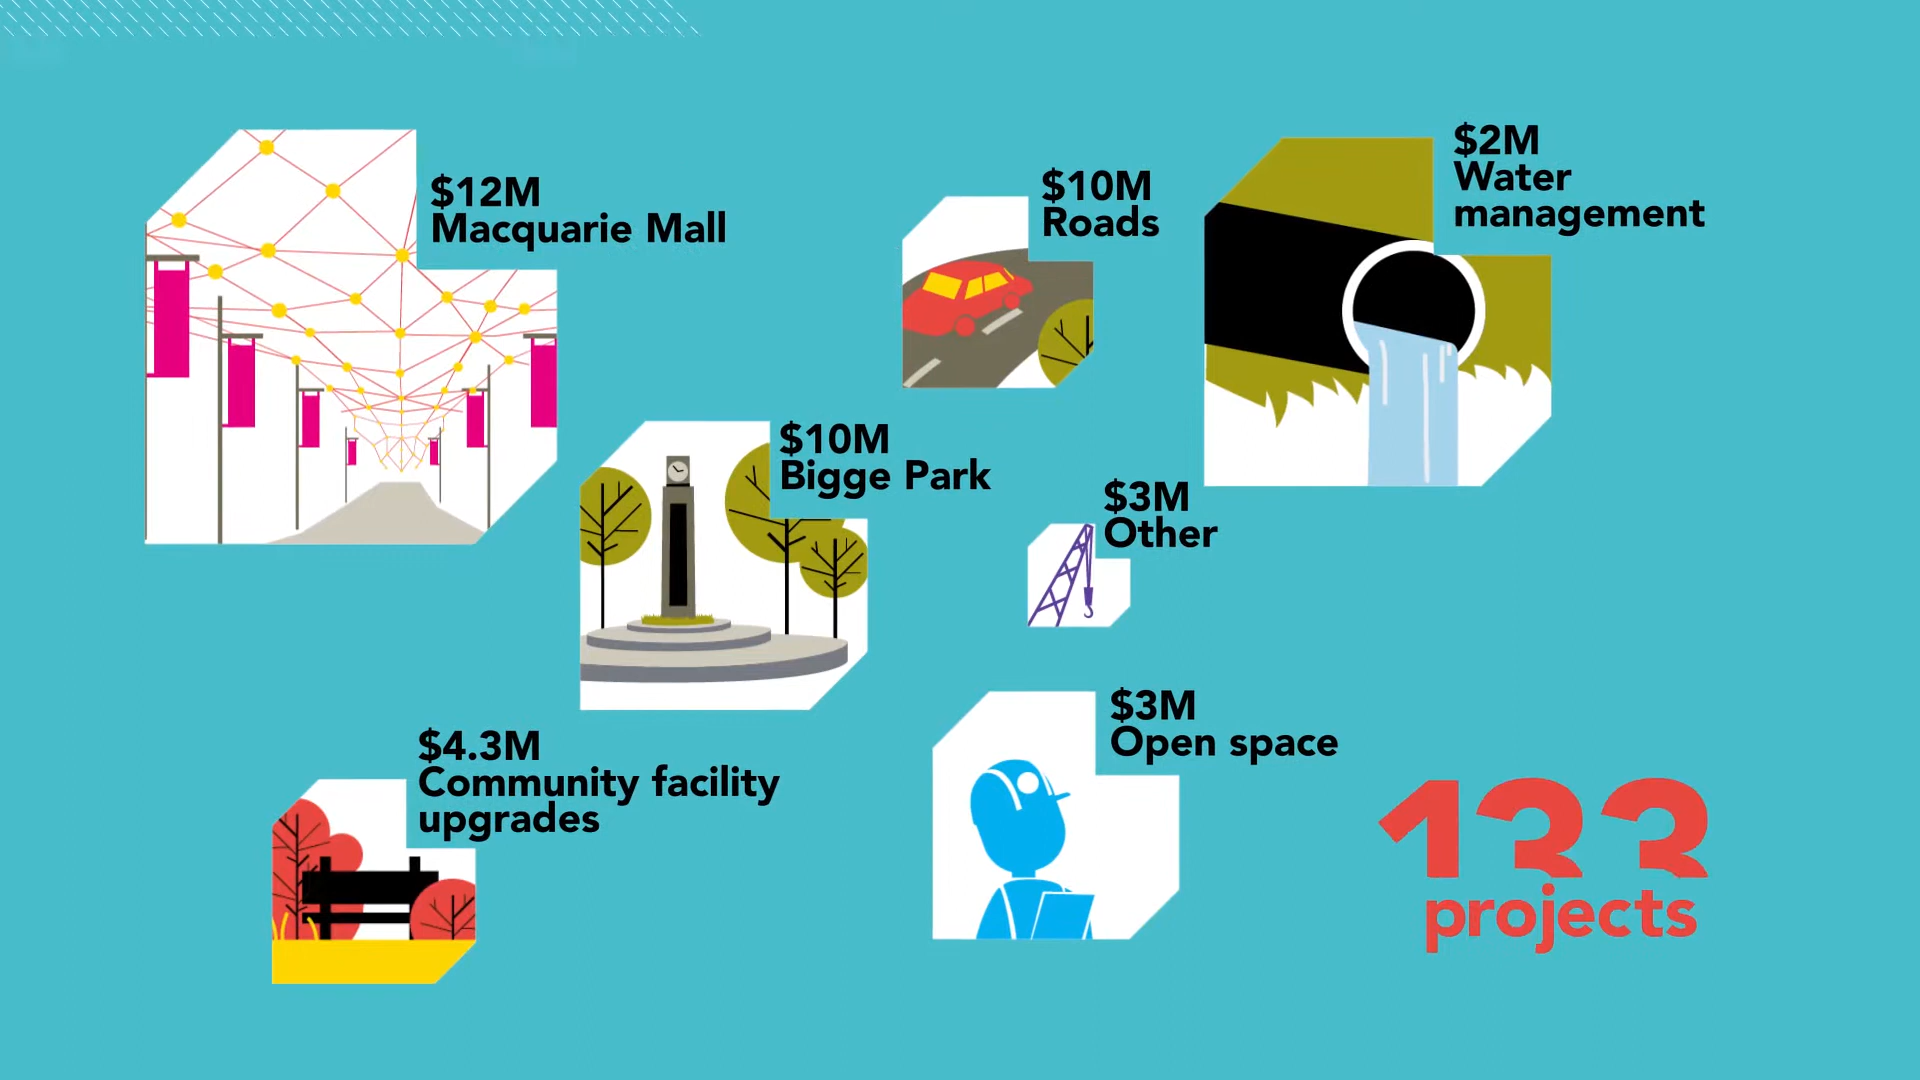 $12M
Macquarie Mall
$10M
Roads
$2M
Water
management
$10M
Bigge Park
$3M
Other
$4.3M
Community facility
upgrades
$3M
Open space
133
projects